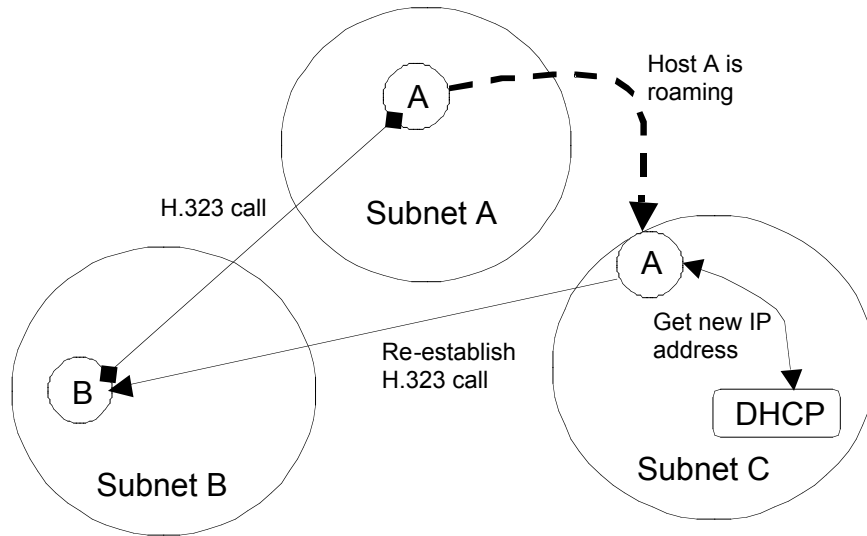 A
Host A is
roaming
H.323 call
Subnet A
A
Get new IP
address
Re-establish
H.323 call
B
DHCP
Subnet C
Subnet B